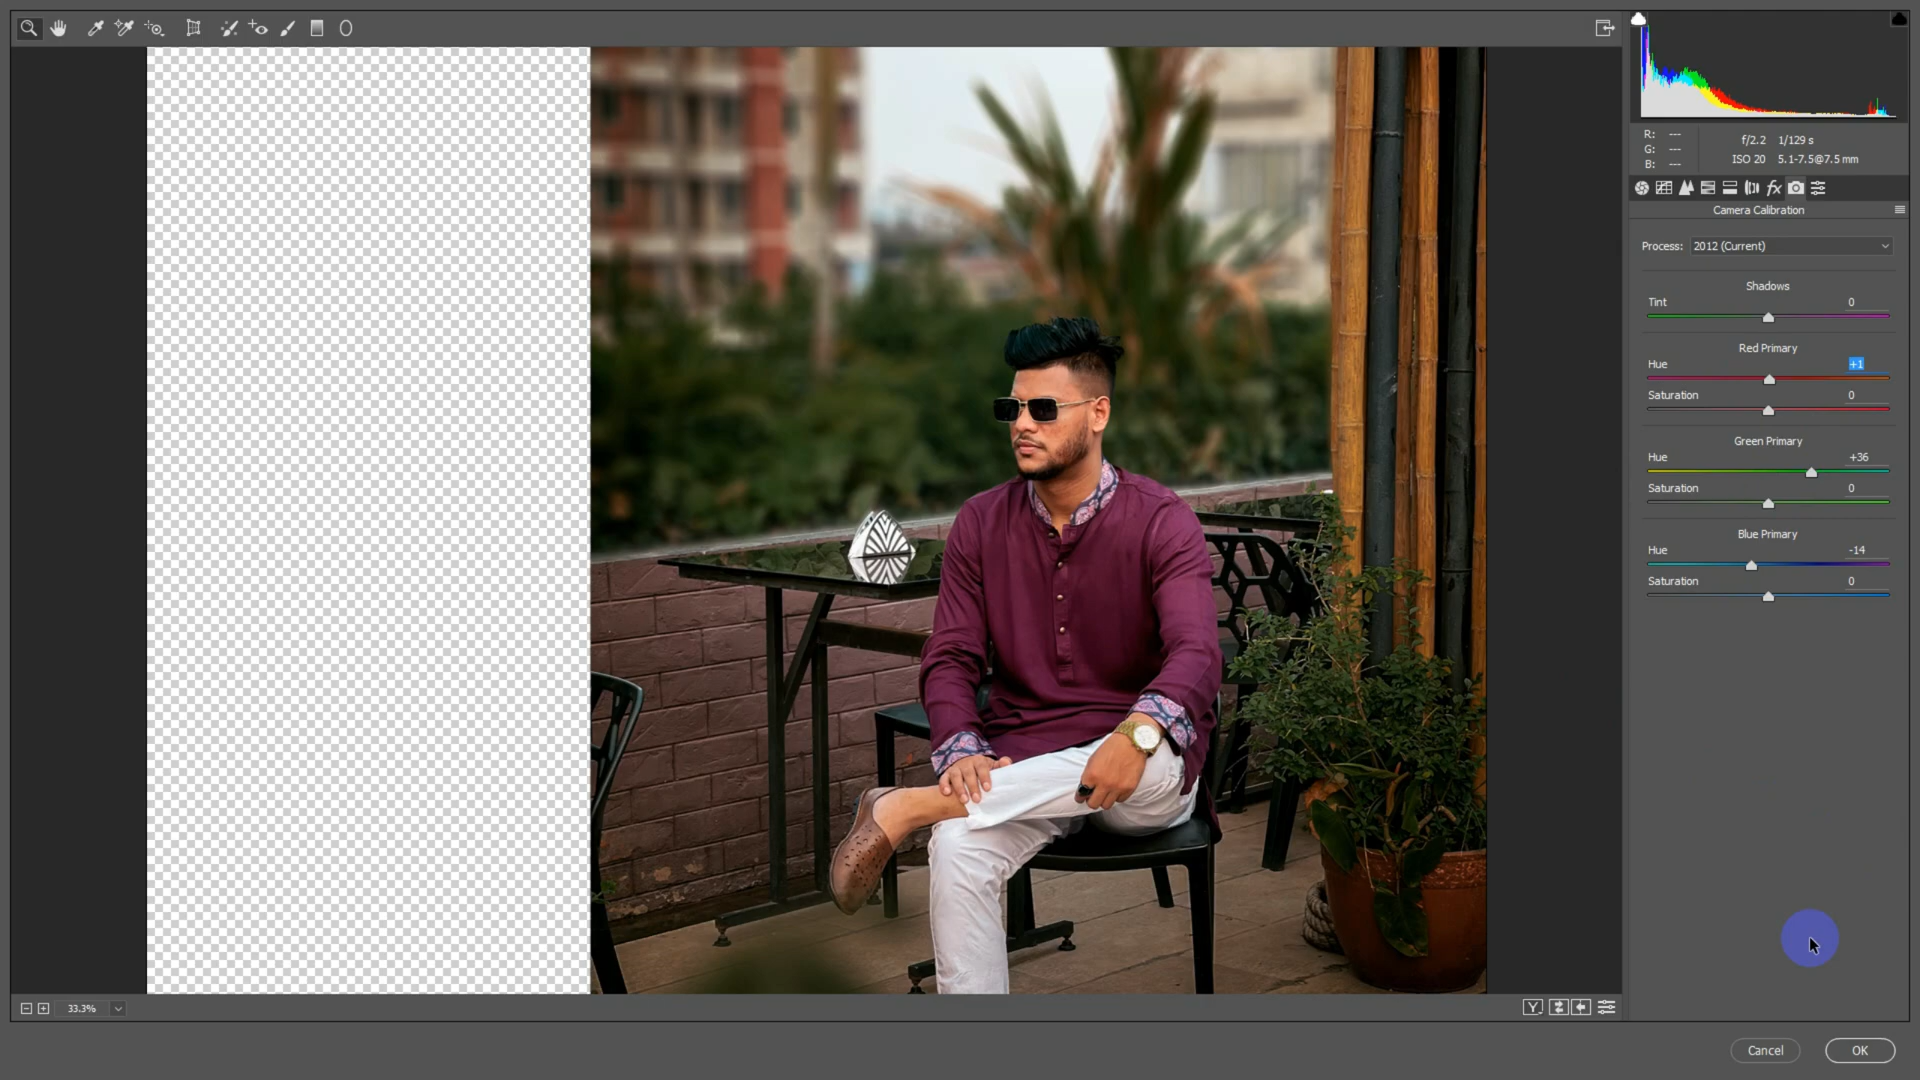 R: ---
G: ---
B: ---
f/2.2 1/129 s
ISO 20 5.1-7.5@7.5 mm
fx
Camera Calibration
Process: 2012 (Current)
Shadows
Tint 0
Red Primary
Hue +1
Saturation 0
Green Primary
Hue +36
Saturation 0
Blue Primary
Hue -14
Saturation 0
33.3%
Y
Cancel OK